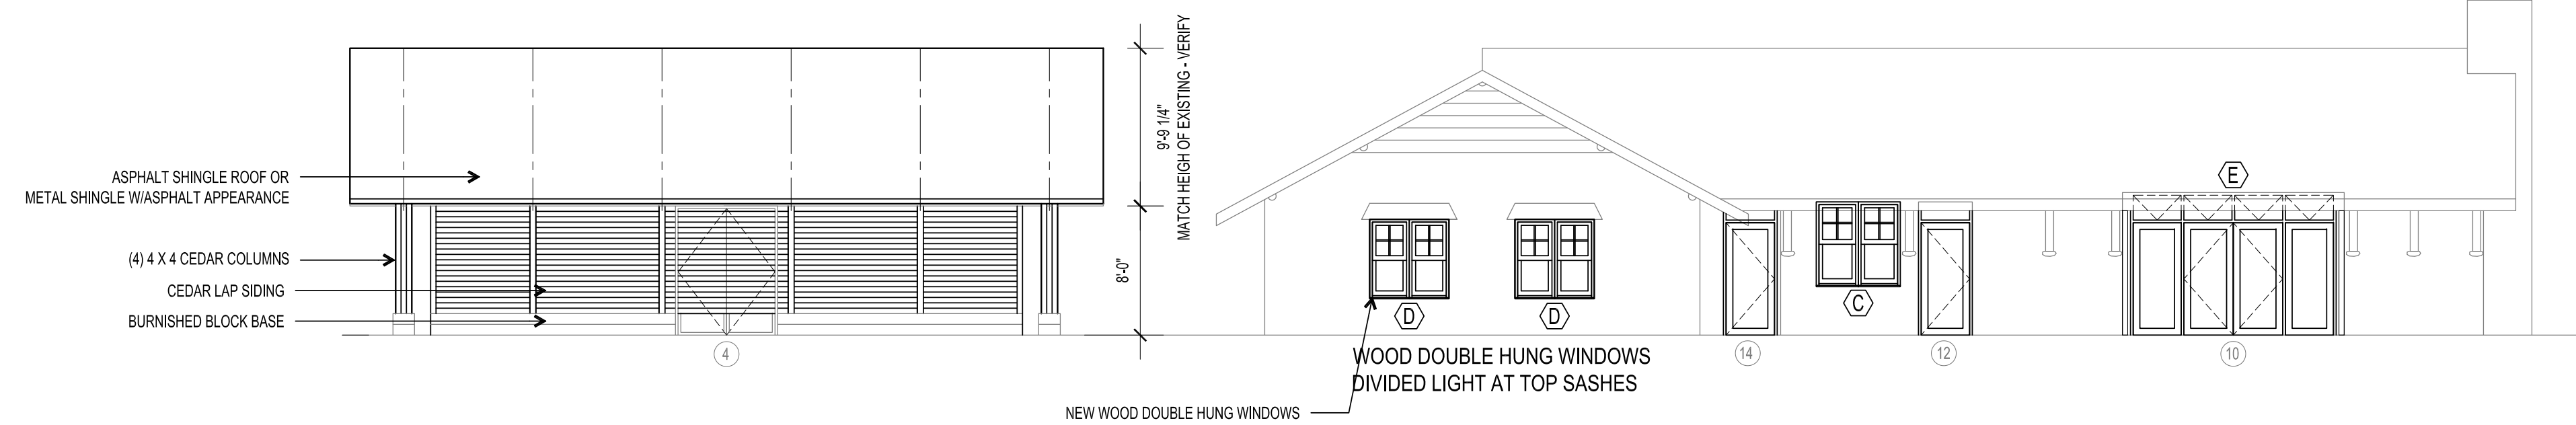 ASPHALT SHINGLE ROOF OR
METAL SHINGLE W/ASPHALT APPEARANCE
(4) 4 X 4 CEDAR COLUMNS
CEDAR LAP SIDING
BURNISHED BLOCK BASE
4
9'-9 1/4"
MATCH HEIGH OF EXISTING - VERIFY
8'-0"
D
D
WOOD DOUBLE HUNG WINDOWS
DIVIDED LIGHT AT TOP SASHES
NEW WOOD DOUBLE HUNG WINDOWS
14
C
12
E
10